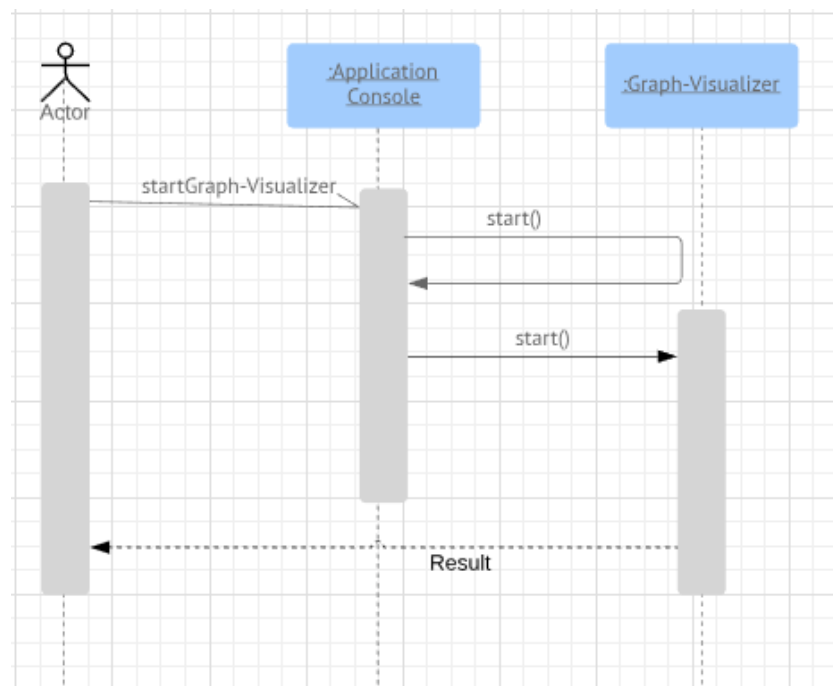 Actor
:Application
Console
:Graph-Visualizer
startGraph-Visualizer
start()
start()
Result